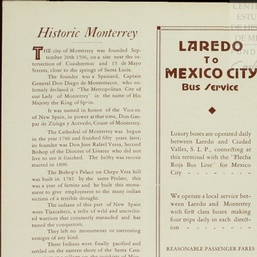 Historic Monterrey
THE city of Monterrey was founded Sep-
tember 20th 1596, on a site near the in-
tersection of Cuauhtemoc and 15 de Mayo
Streets, close to the springs of Santa Lucia.
The founder was a Spaniard, Captain
General Don Diego de Montemayor, who so-
lemnly declared it "The Metropolitan City of
our Lady of Monterrey" in the name of His
Majesty the King of Spain.
It was named in honor of the Viceroy
of New Spain, in power at that time, Don Gas-
par de Zuñiga y Acevedo, Count of Monterrey.
The Cathedral of Monterrey was begun
in the year 1760 and finished fifty years later,
its founder was Don Jose Rafael Verea, Second
Bishop of the Diocese of Linares who did not
live to see it finished. The belfry was recons-
tructed in 1890.
The Bishop's Palace on Chepe Vera hill
was built in 1782 by the same Prelate, this
was a year of famine and he built this monu-
ment to give employment to the many indian
victims of a terrible drought.
The indians of this part of New Spain
were Tlaxcaltecs, a tribe of wild and uncivili-
zed warriors that constantly marauded and har-
assed the conquerors.
They left no monuments or interesting
vestiges of any kind.
These Indians were finally pacified and
settled on the eastern shore of the Santa Cata-
LAREDO
TO
MEXICO CITY
Bus Service
Luxury buses are operated daily
between Laredo and Ciudad
Valles, S. L. P., connecting at
this terminal with the "Flecha
Roja Bus Line" for Mexico
City
We operate a local service bet-
ween Laredo and Monterrey
with first class buses making
four trips daily in each direc-
tion
REASONABLE PASSENGER FARES